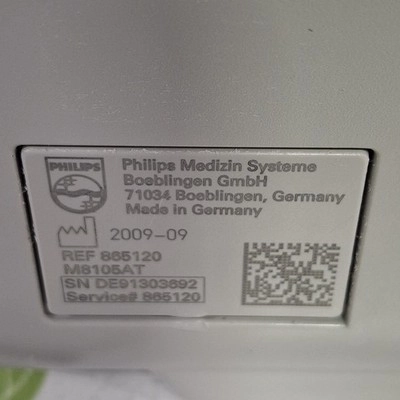 PHILIPS
Philips Medizin Systeme
Boeblingen GmbH
71034 Boeblingen, Germany
Made in Germany
2009-09
REF 865120
M8105AT
SN DE91303692
Service# 865120